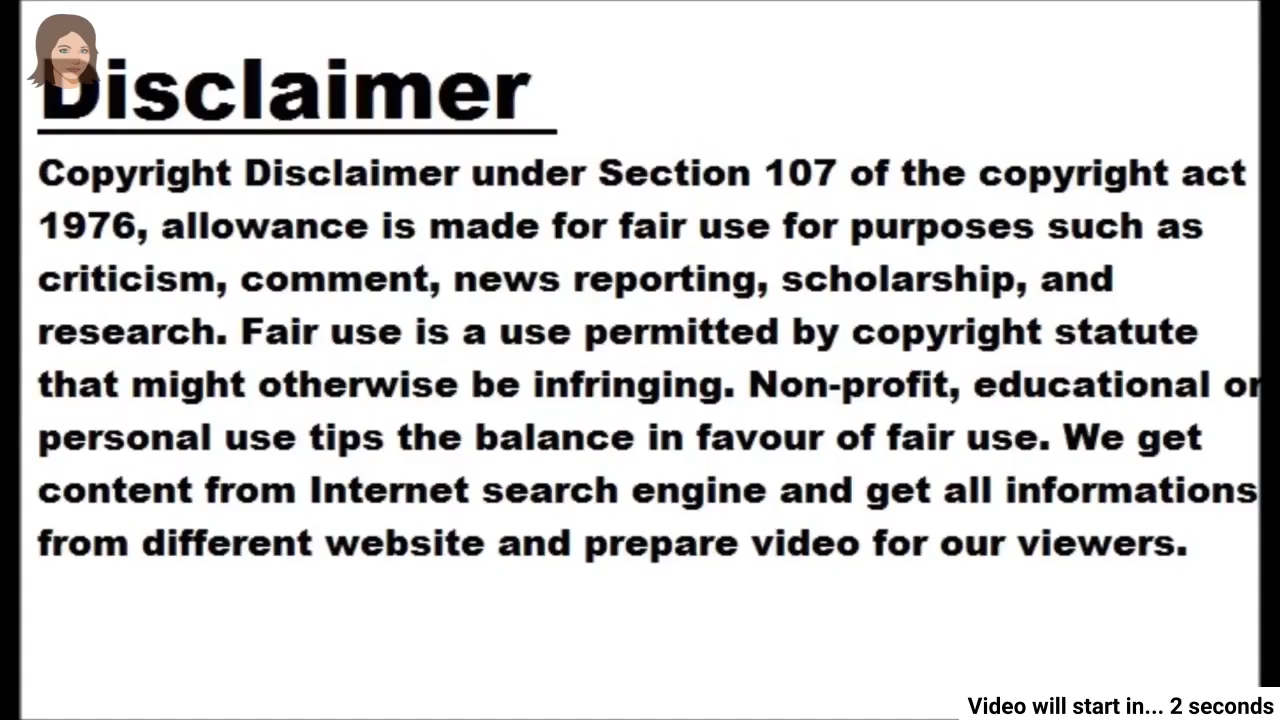 Disclaimer
Copyright Disclaimer under Section 107 of the copyright act
1976, allowance is made for fair use for purposes such as
criticism, comment, news reporting, scholarship, and
research. Fair use is a use permitted by copyright statute
that might otherwise be infringing. Non-profit, educational or
personal use tips the balance in favour of fair use. We get
content from Internet search engine and get all informations
from different website and prepare video for our viewers.
Video will start in... 2 seconds